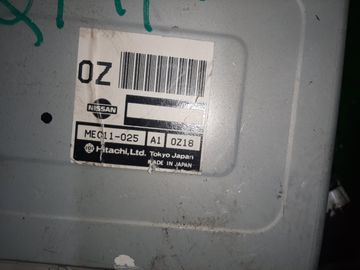 OZ
NISSAN
MEC11-025 A1 0Z18
Hitachi, Ltd. Tokyo Japan
MADE IN JAPAN